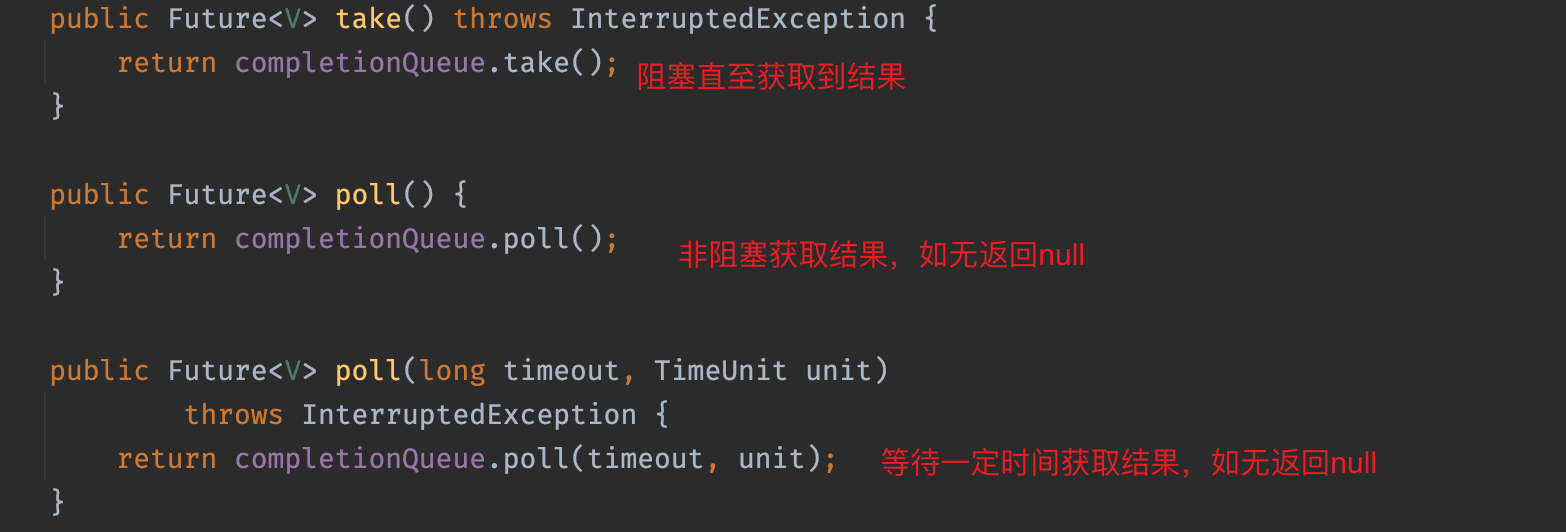 public Future<V> take() throws InterruptedException {
return completionQueue.take(); 阻塞直至获取到结果
}
public Future<V> poll() {
return completionQueue.poll(); 非阻塞获取结果，如无返回null
}
public Future<V> poll(long timeout, TimeUnit unit)
throws InterruptedException {
return completionQueue.poll(timeout, unit); 等待一定时间获取结果，如无返回null
}